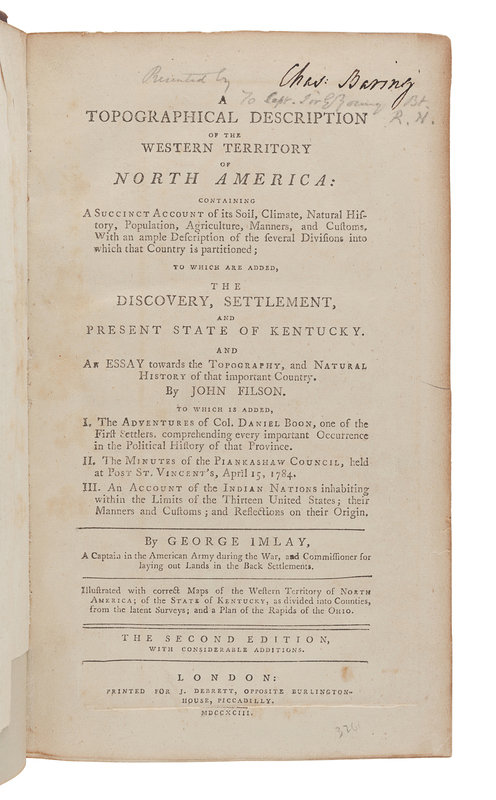 Presented by Chas: Baring
To Capt. Sir
Bt.
R. N.
A
TOPOGRAPHICAL DESCRIPTION
OF THE
WESTERN TERRITORY
OF
NORTH AMERICA:
CONTAINING
A SUCCINCT ACCOUNT of its Soil, Climate, Natural Hiſ-
tory, Population, Agriculture, Manners, and Cuſtoms.
With an ample Deſcription of the ſeveral Diviſions into
which that Country is partitioned;
TO WHICH ARE ADDED,
THE
DISCOVERY, SETTLEMENT,
AND
PRESENT STATE OF KENTUCKY.
AND
AN ESSAY towards the TOPOGRAPHY, and NATURAL
HISTORY of that important Country.
By JOHN FILSON.
TO WHICH IS ADDED,
I. The ADVENTURES of Col. DANIEL BOON, one of the
Firſt Settlers, comprehending every important Occurrence
in the Political Hiſtory of that Province.
II. The MINUTES of the PIANKASHAW COUNCIL, held
at POST ST. VINCENT'S, April 15, 1784.
III. An ACCOUNT of the INDIAN NATIONS inhabiting
within the Limits of the Thirteen United States; their
Manners and Cuſtoms; and Reflections on their Origin.
By GEORGE IMLAY,
A Captain in the American Army during the War, and Commiſſioner for
laying out Lands in the Back Settlements.
Illuſtrated with correct Maps of the Weſtern Territory of NORTH
AMERICA; of the STATE of KENTUCKY, as divided into Counties,
from the lateſt Surveys; and a Plan of the Rapids of the OHIO.
THE SECOND EDITION,
WITH CONSIDERABLE ADDITIONS.
LONDON:
PRINTED FOR J. DEBRETT, OPPOSITE BURLINGTON-
HOUSE, PICCADILLY.
MDCCXCIII.